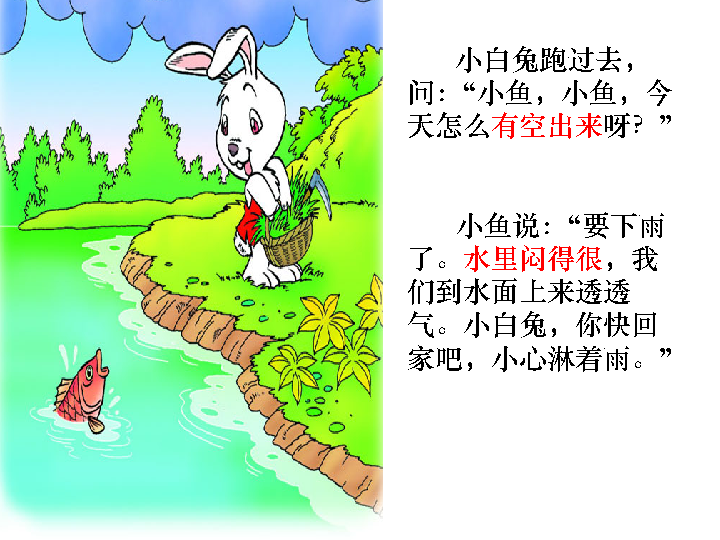 小白兔跑过去，
问：“小鱼，小鱼，今
天怎么有空出来呀？”
小鱼说：“要下雨
了。水里闷得很，我
们到水面上来透透
气。小白兔，你快回
家吧，小心淋着雨。”